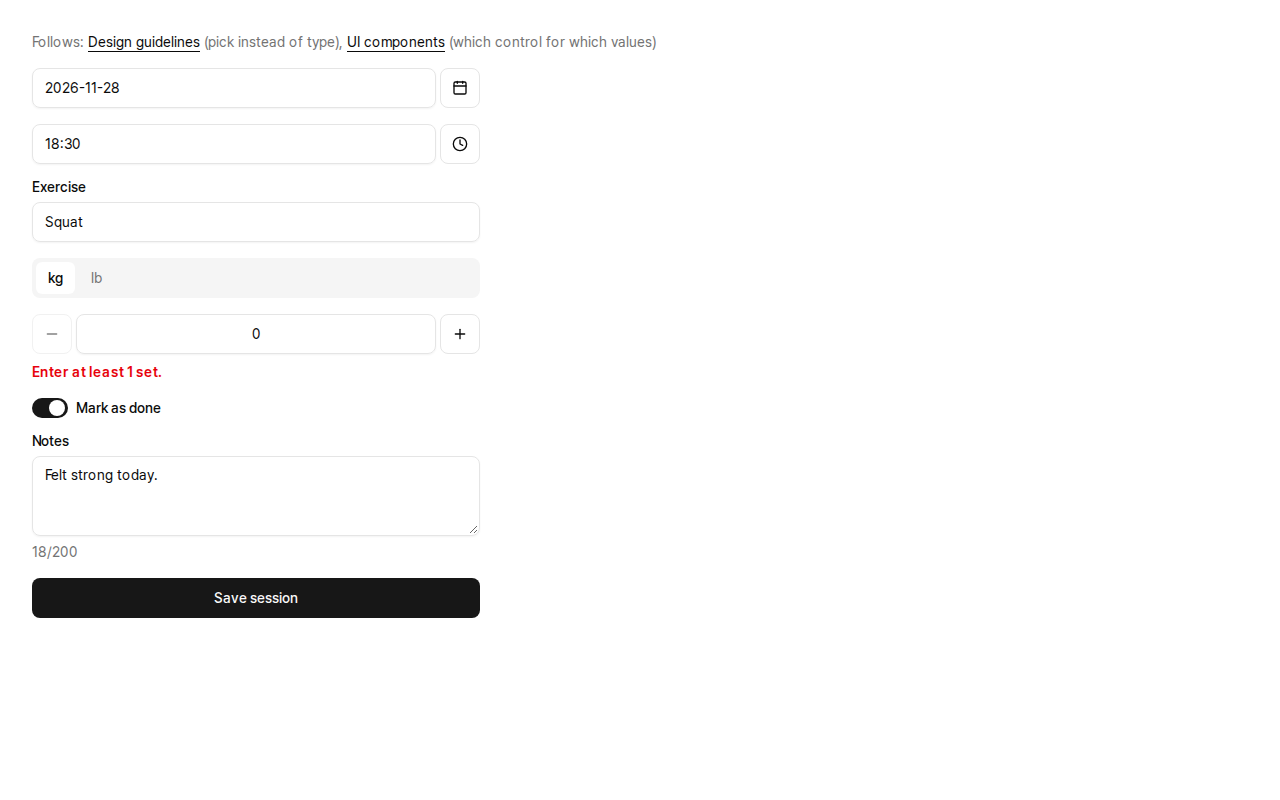 Follows: Design guidelines (pick instead of type), UI components (which control for which values)
2026-11-28
18:30
Exercise
Squat
kg lb
0
Enter at least 1 set.
Mark as done
Notes
Felt strong today.
18/200
Save session